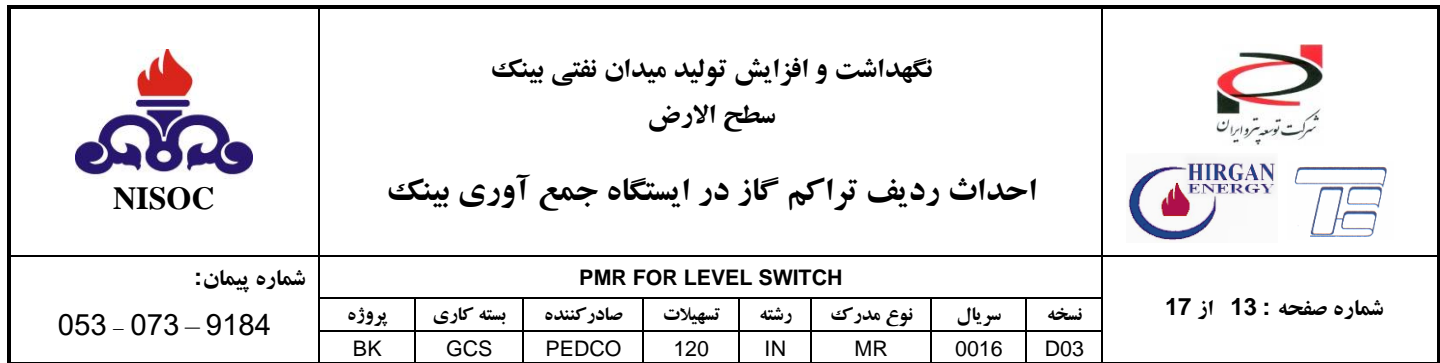 نگهداشت و افزایش تولید میدان نفتی بینک
سطح الارض
احداث ردیف تراکم گاز در ایستگاه جمع آوری بینک
NISOC
شرکت توسعه پترو ایران
HIRGAN
ENERGY
شماره پیمان:
053 – 073 – 9184
PMR FOR LEVEL SWITCH
پروژه بسته کاری صادرکننده تسهیلات رشته نوع مدرک سریال نسخه
BK GCS PEDCO 120 IN MR 0016 D03
شماره صفحه : 13 از 17